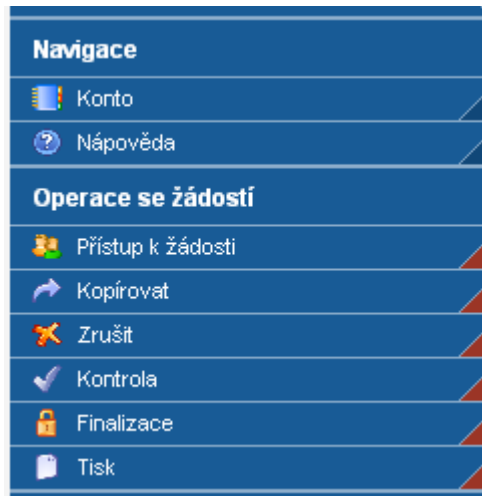 Navigace
Konto
Nápověda
Operace se žádostí
Přístup k žádosti
Kopírovat
Zrušit
Kontrola
Finalizace
Tisk